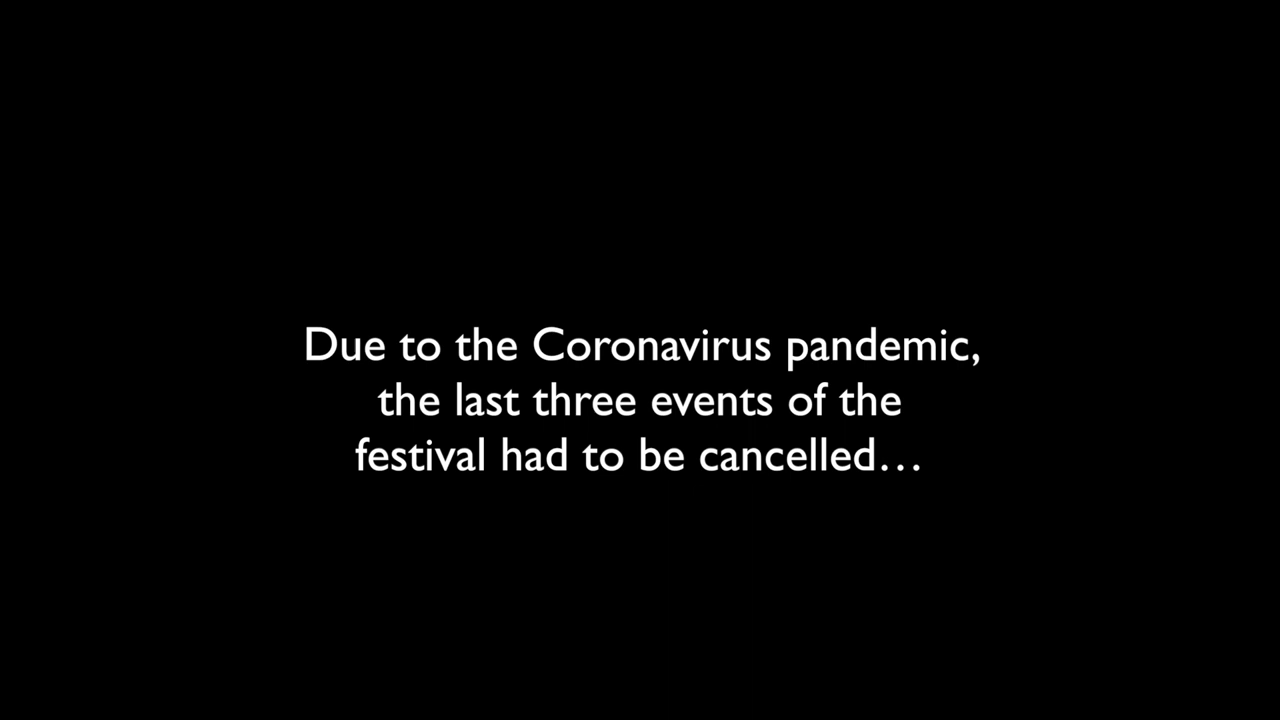 Due to the Coronavirus pandemic,
the last three events of the
festival had to be cancelled…